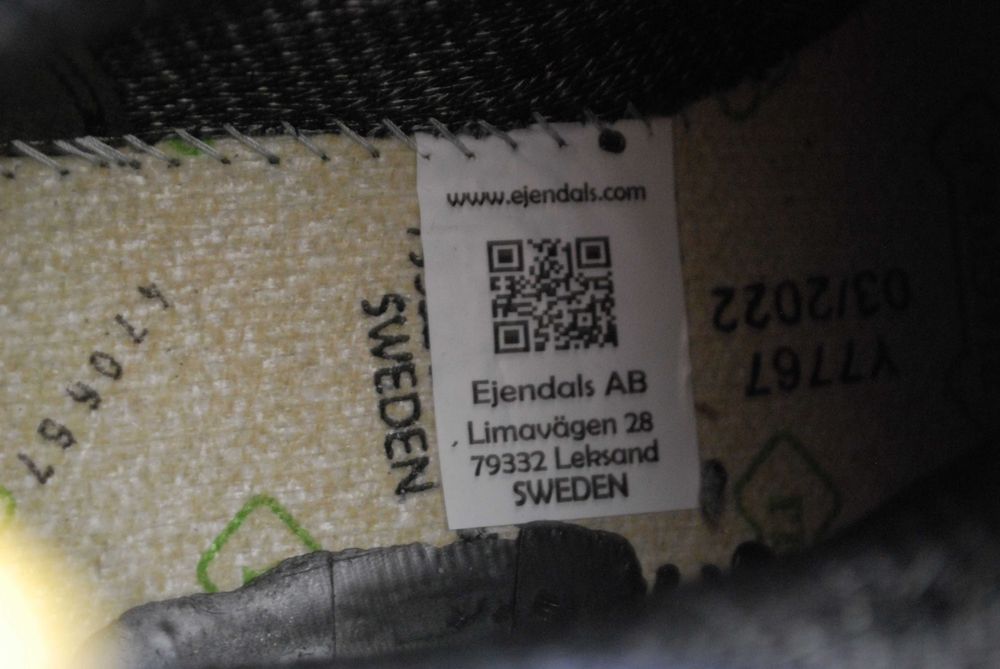 www.ejendals.com
Ejendals AB
Limavägen 28
79332 Leksand
SWEDEN
SWEDEN
03/2022
Y7767